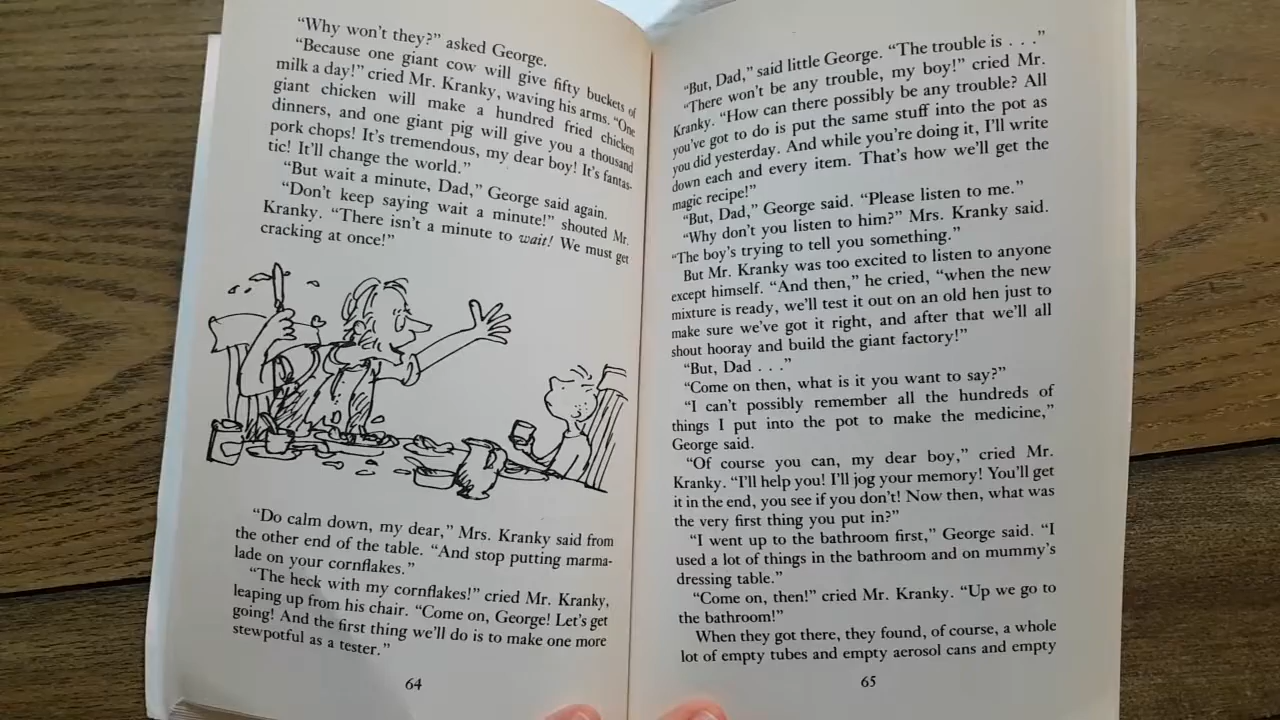 “Why won’t they?” asked George.
“Because one giant cow will give fifty buckets of
milk a day!” cried Mr. Kranky, waving his arms. “One
giant chicken will make a hundred fried chicken
dinners, and one giant pig will give you a thousand
pork chops! It’s tremendous, my dear boy! It’s fantas-
tic! It’ll change the world.”
“But wait a minute, Dad,” George said again.
“Don’t keep saying wait a minute!” shouted Mr.
Kranky. “There isn’t a minute to wait! We must get
cracking at once!”
“Do calm down, my dear,” Mrs. Kranky said from
the other end of the table. “And stop putting marma-
lade on your cornflakes.”
“The heck with my cornflakes!” cried Mr. Kranky,
leaping up from his chair. “Come on, George! Let’s get
going! And the first thing we’ll do is to make one more
stewpotful as a tester.”
64
“But, Dad,” said little George. “The trouble is . . .”
“There won’t be any trouble, my boy!” cried Mr.
Kranky. “How can there possibly be any trouble? All
you’ve got to do is put the same stuff into the pot as
you did yesterday. And while you’re doing it, I’ll write
down each and every item. That’s how we’ll get the
magic recipe!”
“But, Dad,” George said. “Please listen to me.”
“Why don’t you listen to him?” Mrs. Kranky said.
“The boy’s trying to tell you something.”
But Mr. Kranky was too excited to listen to anyone
except himself. “And then,” he cried, “when the new
mixture is ready, we’ll test it out on an old hen just to
make sure we’ve got it right, and after that we’ll all
shout hooray and build the giant factory!”
“But, Dad . . .”
“Come on then, what is it you want to say?”
“I can’t possibly remember all the hundreds of
things I put into the pot to make the medicine,”
George said.
“Of course you can, my dear boy,” cried Mr.
Kranky. “I’ll help you! I’ll jog your memory! You’ll get
it in the end, you see if you don’t! Now then, what was
the very first thing you put in?”
“I went up to the bathroom first,” George said. “I
used a lot of things in the bathroom and on mummy’s
dressing table.”
“Come on, then!” cried Mr. Kranky. “Up we go to
the bathroom!”
When they got there, they found, of course, a whole
lot of empty tubes and empty aerosol cans and empty
65